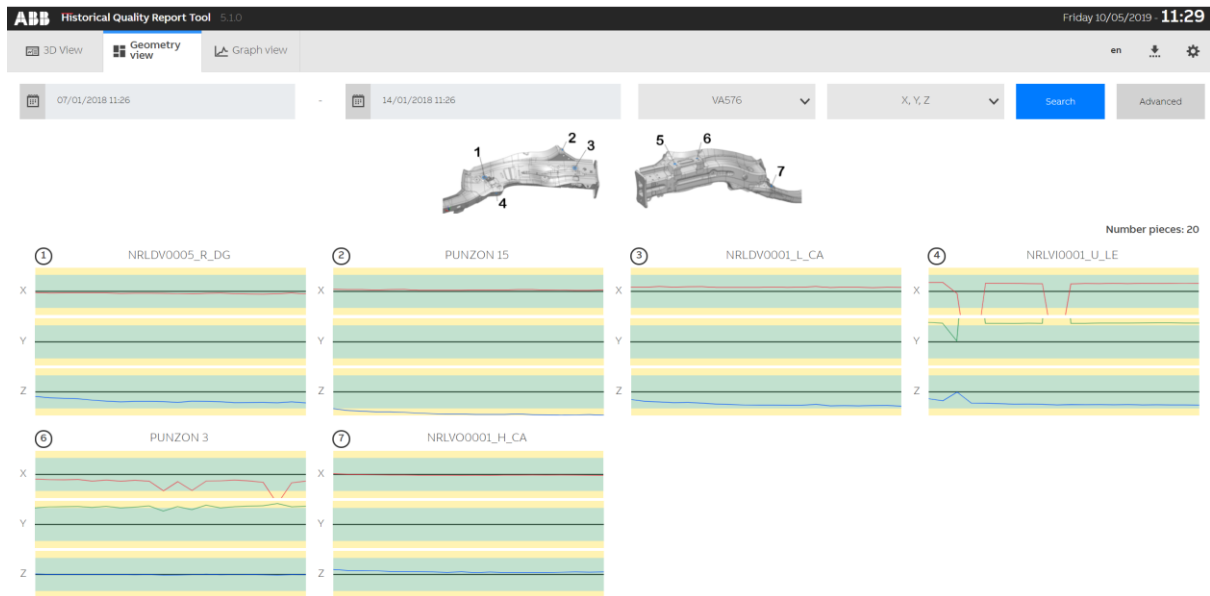 ABB Historical Quality Report Tool 5.1.0 Friday 10/05/2019 - 11:29
3D View Geometry view Graph view en
07/01/2018 11:26 - 14/01/2018 11:26 VA576 X, Y, Z Search Advanced
1 2 3 4 5 6 7
Number pieces: 20
1 NRLDV0005_R_DG 2 PUNZON 15 3 NRLDV0001_L_CA 4 NRLVI0001_U_LE
X X X X
Y Y Y Y
Z Z Z Z
6 PUNZON 3 7 NRLVO0001_H_CA
X X
Y Y
Z Z